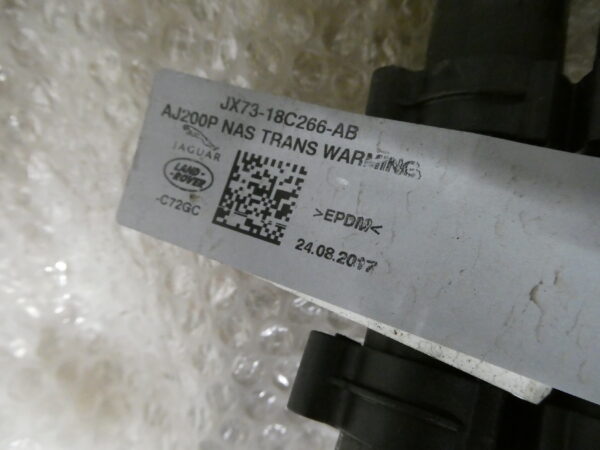 JX73-18C266-AB
AJ200P NAS TRANS WARMING
JAGUAR
LAND-
ROVER
-C72GC
>EPDM<
24.08.2017